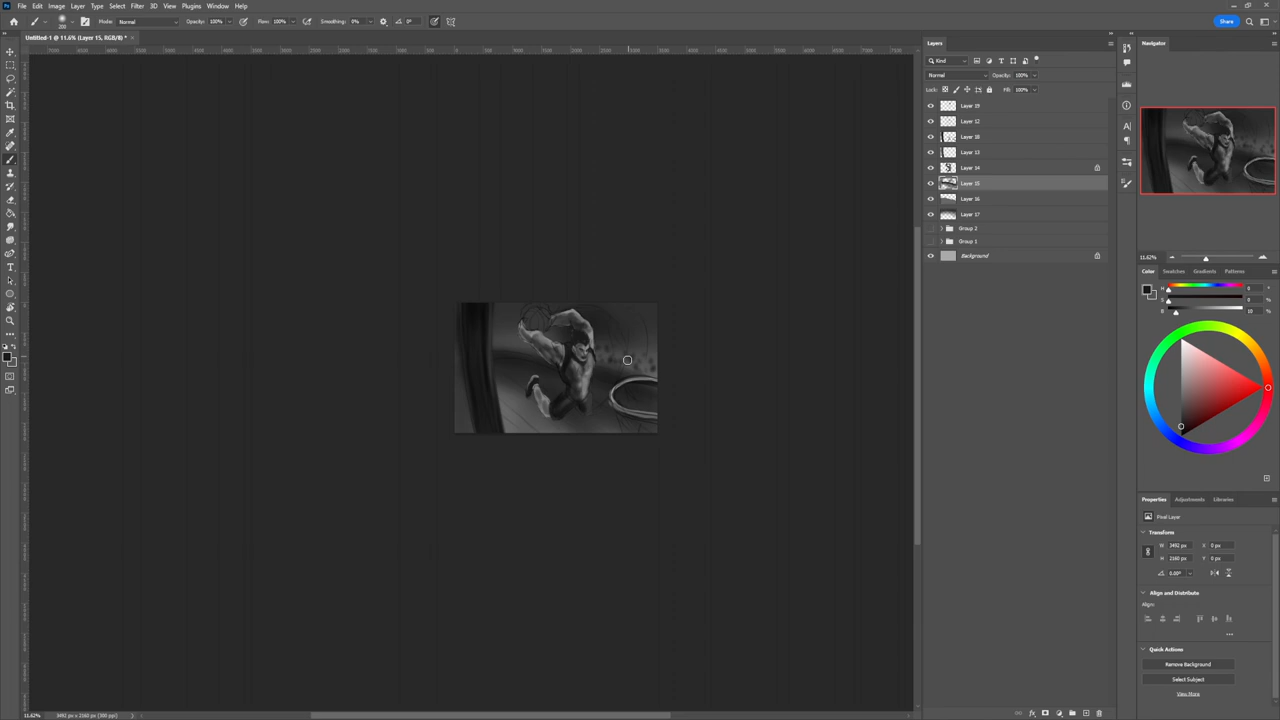 File Edit Image Layer Type Select Filter 3D View Plugins Window Help
Mode: Normal Opacity: 100% Flow: 100% Smoothing: 0% 0° Share
Untitled-1 @ 11.6% (Layer 15, RGB/8) *
Layers
Kind
Normal Opacity: 100%
Lock: Fill: 100%
Layer 19
Layer 12
Layer 18
Layer 13
Layer 14
Layer 15
Layer 16
Layer 17
Group 2
Group 1
Background
Navigator
11.62%
Color Swatches Gradients Patterns
H 0 °
S 0 %
B 10 %
Properties Adjustments Libraries
Pixel Layer
Transform
W 3492 px X 0 px
H 2160 px Y 0 px
0.00°
Align and Distribute
Align:
Quick Actions
Remove Background
Select Subject
View More
11.62% 3492 px x 2160 px (300 ppi)